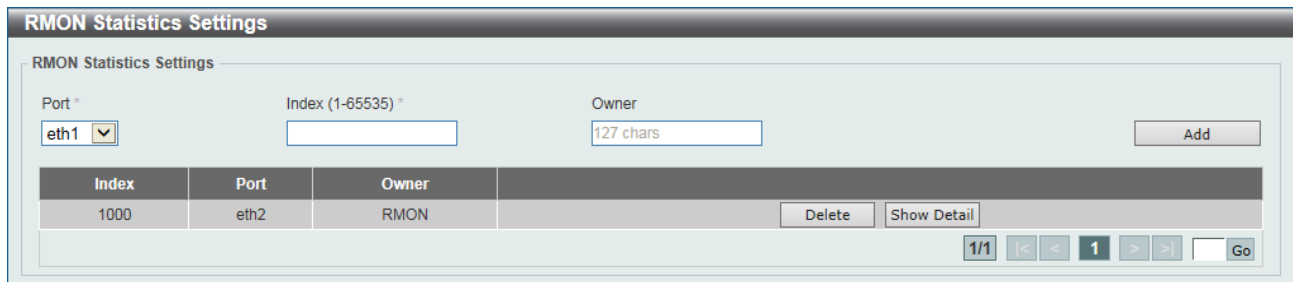 RMON Statistics Settings
RMON Statistics Settings
Port * Index (1-65535) * Owner
eth1 127 chars Add
Index Port Owner
1000 eth2 RMON Delete Show Detail
1/1 |< < 1 > >| Go